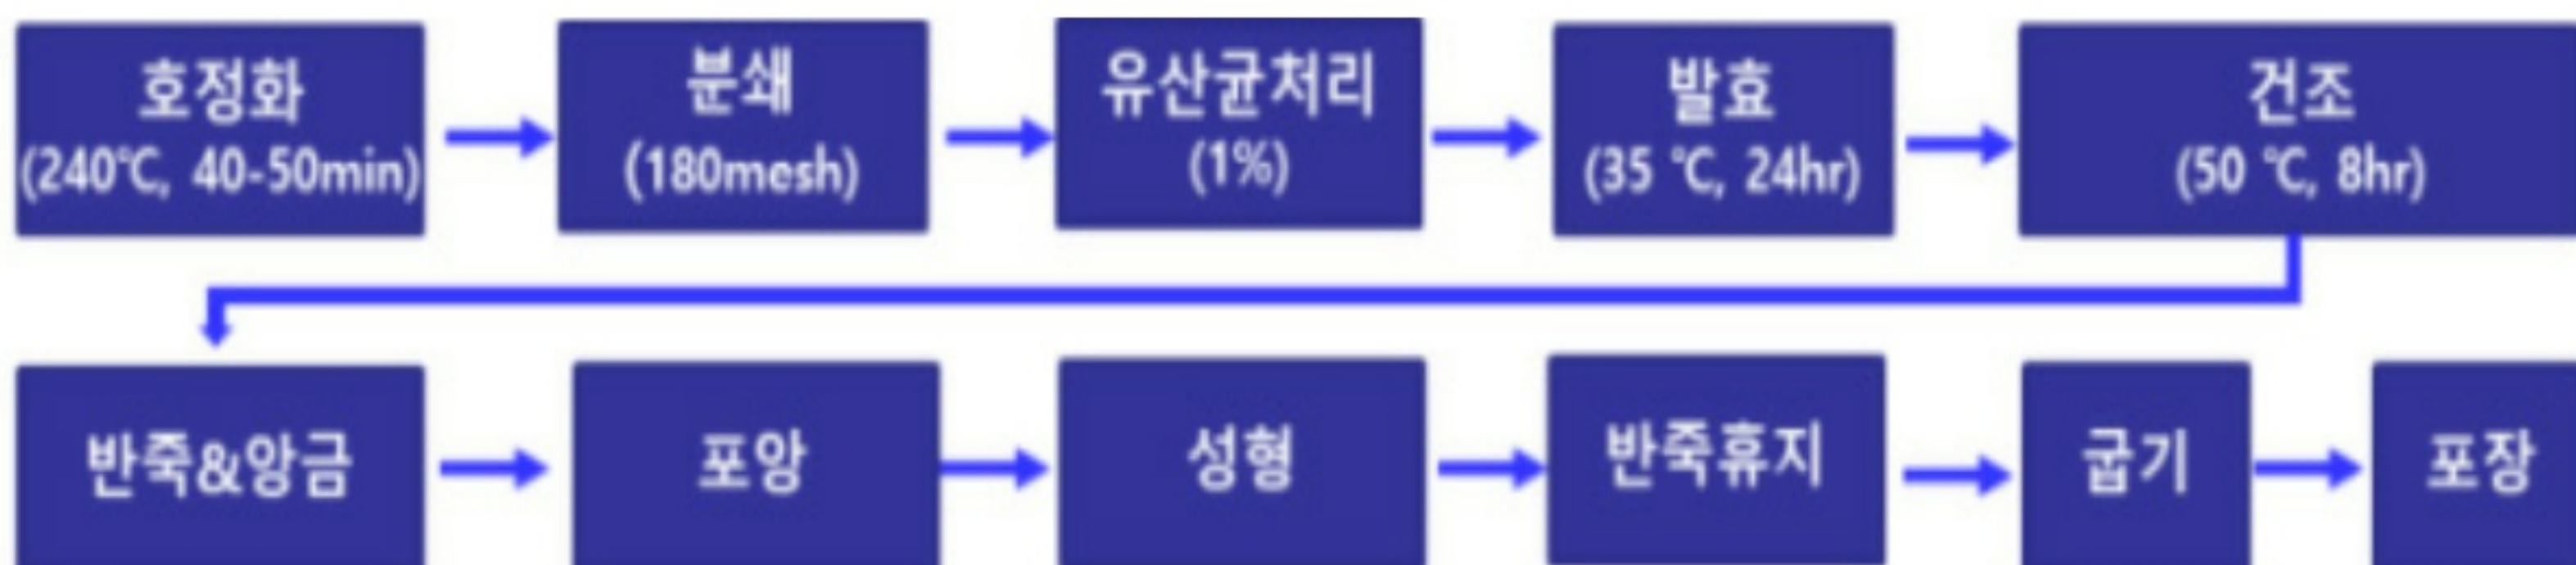 호정화
(240℃, 40-50min)
분쇄
(180mesh)
유산균처리
(1%)
발효
(35 ℃, 24hr)
건조
(50 ℃, 8hr)
반죽&앙금
포앙
성형
반죽휴지
굽기
포장